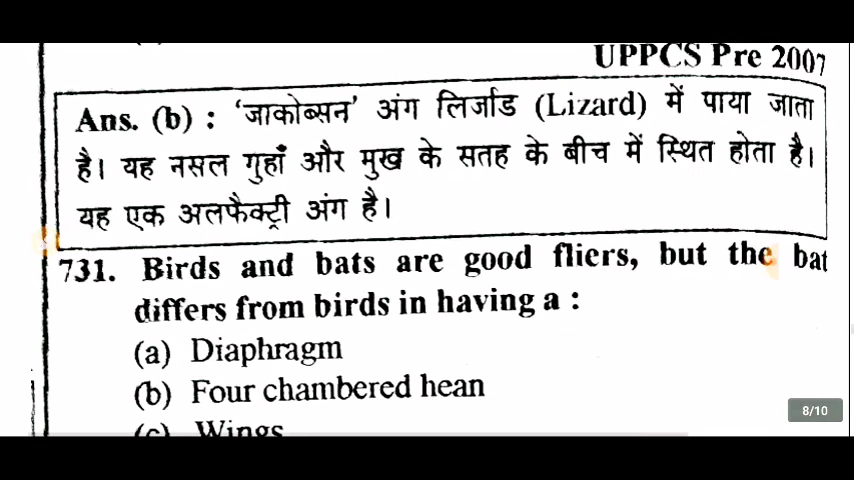 UPPCS Pre 2007
Ans. (b) : 'जाकोब्सन' अंग लिर्जाड (Lizard) में पाया जाता
है। यह नसल गुहाँ और मुख के सतह के बीच में स्थित होता है।
यह एक अलफैक्ट्री अंग है।
731. Birds and bats are good fliers, but the bat
differs from birds in having a :
(a) Diaphragm
(b) Four chambered hean
(c) Wings
8/10